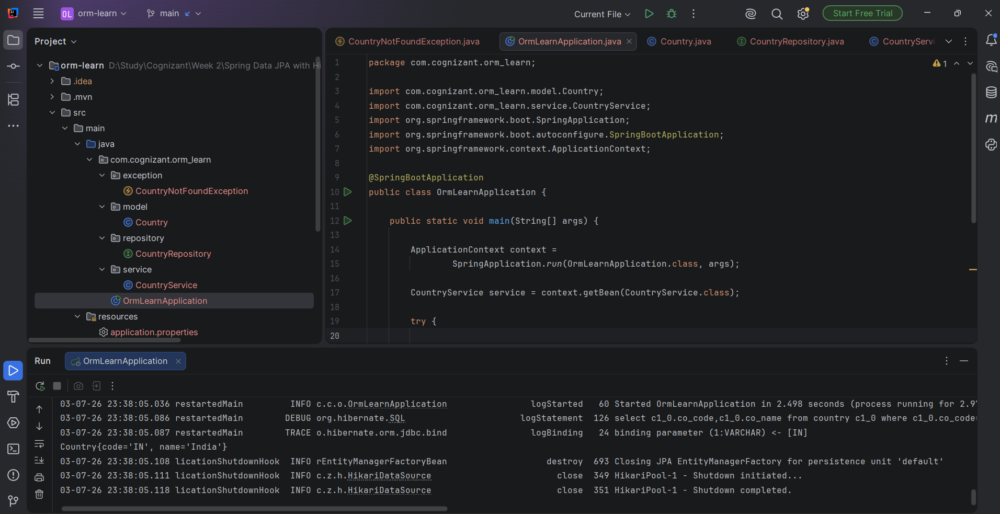 OL orm-learn main Current File Start Free Trial
Project
orm-learn D:\Study\Cognizant\Week 2\Spring Data JPA with Hi
.idea
.mvn
src
main
java
com.cognizant.orm_learn
exception
CountryNotFoundException
model
Country
repository
CountryRepository
service
CountryService
OrmLearnApplication
resources
application.properties
CountryNotFoundException.java OrmLearnApplication.java Country.java CountryRepository.java CountryServi
1 package com.cognizant.orm_learn;
1
2
3 import com.cognizant.orm_learn.model.Country;
4 import com.cognizant.orm_learn.service.CountryService;
5 import org.springframework.boot.SpringApplication;
6 import org.springframework.boot.autoconfigure.SpringBootApplication;
7 import org.springframework.context.ApplicationContext;
8
9 @SpringBootApplication
10 public class OrmLearnApplication {
11
12 public static void main(String[] args) {
13
14 ApplicationContext context =
15 SpringApplication.run(OrmLearnApplication.class, args);
16
17 CountryService service = context.getBean(CountryService.class);
18
19 try {
20
Run OrmLearnApplication
03-07-26 23:38:05.036 restartedMain INFO c.c.o.OrmLearnApplication logStarted 60 Started OrmLearnApplication in 2.498 seconds (process running for 2.9
03-07-26 23:38:05.086 restartedMain DEBUG org.hibernate.SQL logStatement 126 select c1_0.co_code,c1_0.co_name from country c1_0 where c1_0.co_code=
03-07-26 23:38:05.087 restartedMain TRACE o.hibernate.orm.jdbc.bind logBinding 24 binding parameter (1:VARCHAR) <- [IN]
Country{code='IN', name='India'}
03-07-26 23:38:05.108 licationShutdownHook INFO rEntityManagerFactoryBean destroy 693 Closing JPA EntityManagerFactory for persistence unit 'default'
03-07-26 23:38:05.111 licationShutdownHook INFO c.z.h.HikariDataSource close 349 HikariPool-1 - Shutdown initiated...
03-07-26 23:38:05.118 licationShutdownHook INFO c.z.h.HikariDataSource close 351 HikariPool-1 - Shutdown completed.